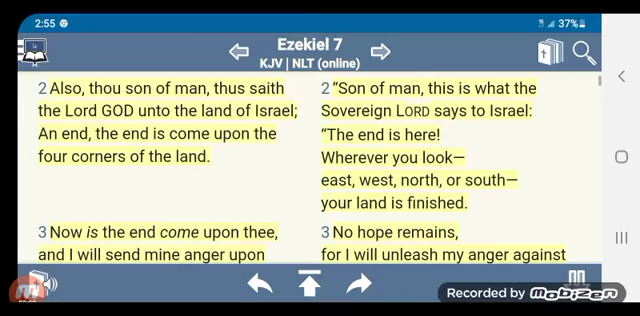 2:55
37%
Ezekiel 7
KJV | NLT (online)
2 Also, thou son of man, thus saith
the Lord GOD unto the land of Israel;
An end, the end is come upon the
four corners of the land.
3 Now is the end come upon thee,
and I will send mine anger upon
2 “Son of man, this is what the
Sovereign LORD says to Israel:
“The end is here!
Wherever you look—
east, west, north, or south—
your land is finished.
3 No hope remains,
for I will unleash my anger against
Recorded by Mobizen